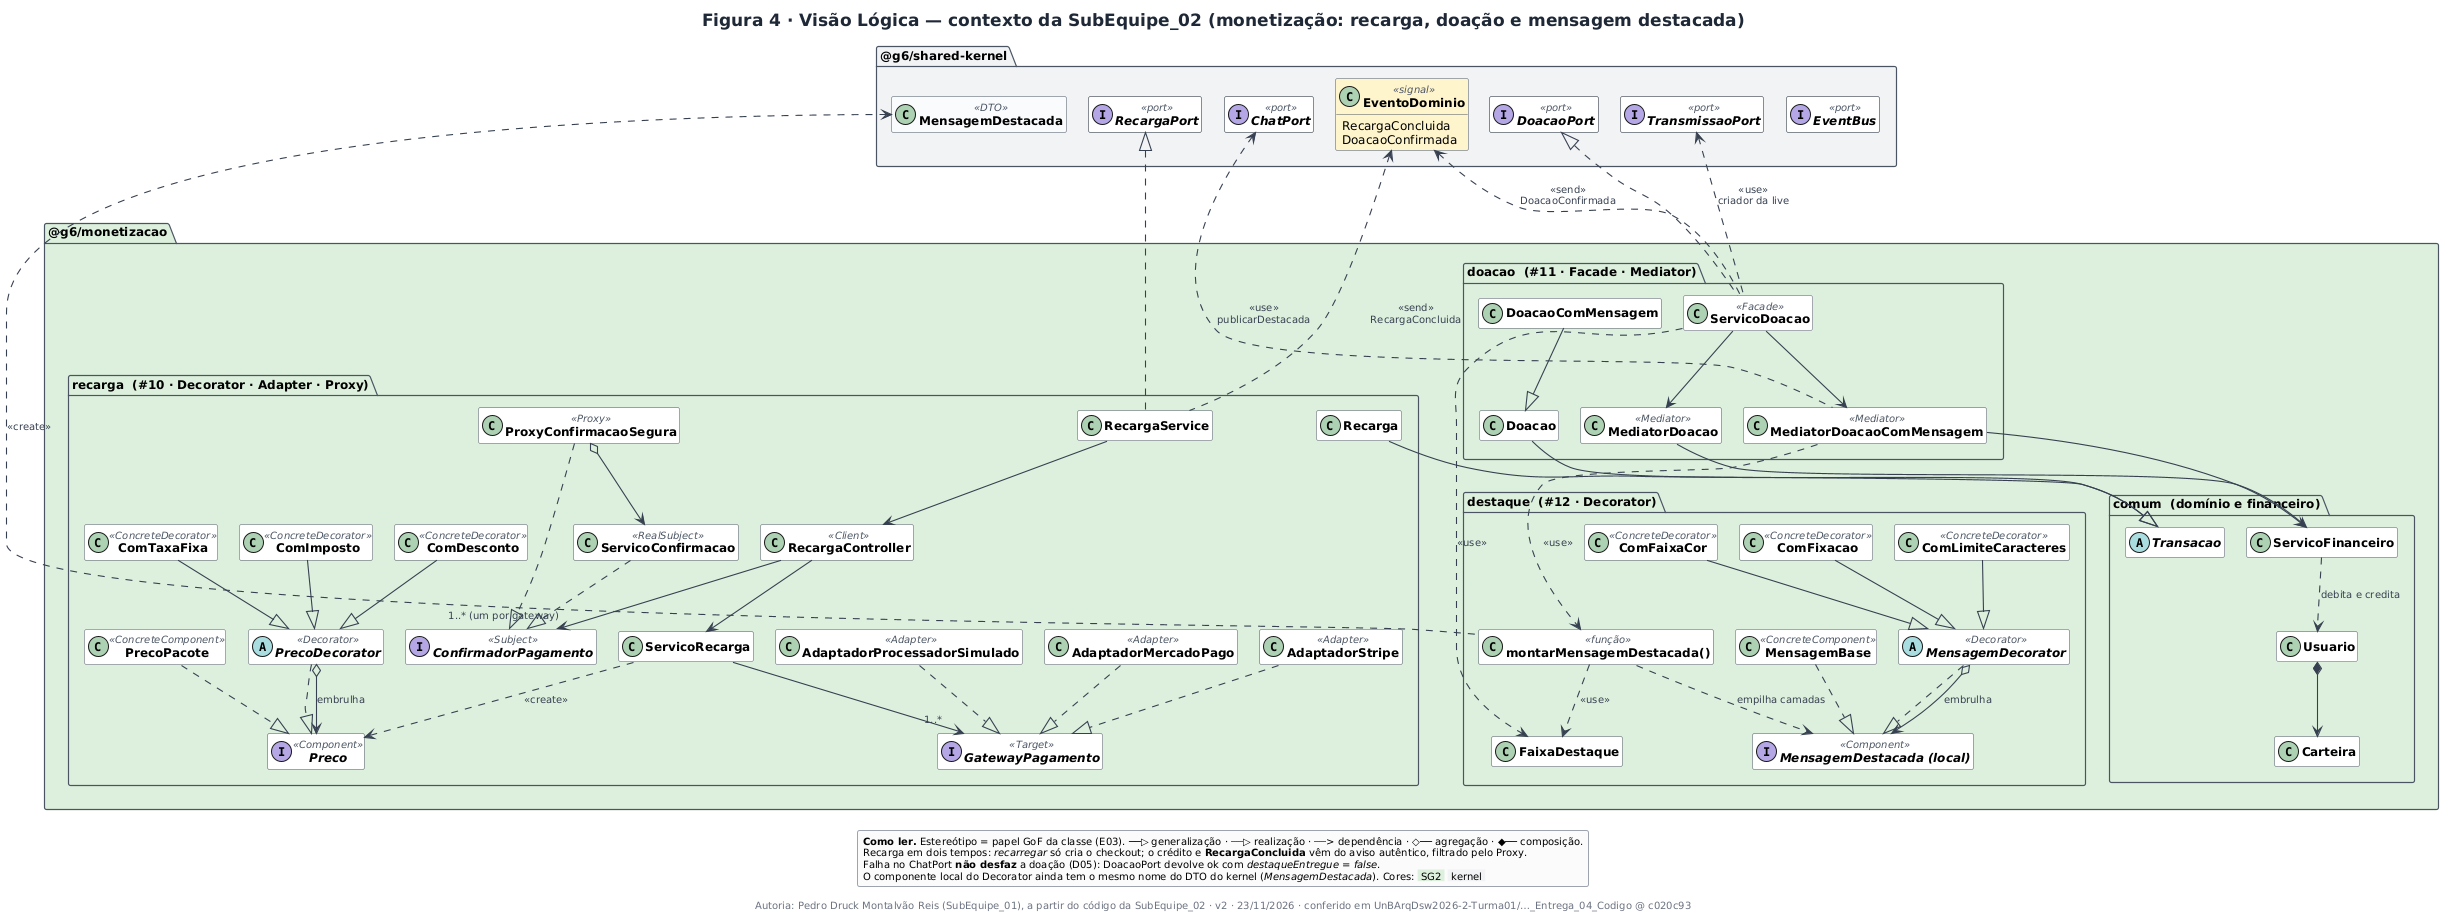 Figura 4 · Visão Lógica — contexto da SubEquipe_02 (monetização: recarga, doação e mensagem destacada)
@g6/shared-kernel
«DTO»
MensagemDestacada
«port»
RecargaPort
«port»
ChatPort
«signal»
EventoDominio
RecargaConcluida
DoacaoConfirmada
«port»
DoacaoPort
«port»
TransmissaoPort
«port»
EventBus
«send»
DoacaoConfirmada
«use»
criador da live
@g6/monetizacao
«create»
«use»
publicarDestacada
«send»
RecargaConcluida
doacao (#11 · Facade · Mediator)
DoacaoComMensagem
«Facade»
ServicoDoacao
Doacao
«Mediator»
MediatorDoacao
«Mediator»
MediatorDoacaoComMensagem
recarga (#10 · Decorator · Adapter · Proxy)
«Proxy»
ProxyConfirmacaoSegura
RecargaService
Recarga
«ConcreteDecorator»
ComTaxaFixa
«ConcreteDecorator»
ComImposto
«ConcreteDecorator»
ComDesconto
«RealSubject»
ServicoConfirmacao
«Client»
RecargaController
1..* (um por gateway)
«ConcreteComponent»
PrecoPacote
«Decorator»
PrecoDecorator
«Subject»
ConfirmadorPagamento
ServicoRecarga
«Adapter»
AdaptadorProcessadorSimulado
«Adapter»
AdaptadorMercadoPago
«Adapter»
AdaptadorStripe
embrulha
«create»
1..*
«Component»
Preco
«Target»
GatewayPagamento
destaque (#12 · Decorator)
«use»
«use»
«ConcreteDecorator»
ComFaixaCor
«ConcreteDecorator»
ComFixacao
«ConcreteDecorator»
ComLimiteCaracteres
«função»
montarMensagemDestacada()
«ConcreteComponent»
MensagemBase
«Decorator»
MensagemDecorator
«use»
empilha camadas
embrulha
FaixaDestaque
«Component»
MensagemDestacada (local)
comum (domínio e financeiro)
Transacao
ServicoFinanceiro
debita e credita
Usuario
Carteira
Como ler. Estereótipo = papel GoF da classe (E03). ──▷ generalização · ─·─▷ realização · ─·─> dependência · ◇── agregação · ◆── composição.
Recarga em dois tempos: recarregar só cria o checkout; o crédito e RecargaConcluida vêm do aviso autêntico, filtrado pelo Proxy.
Falha no ChatPort não desfaz a doação (D05): DoacaoPort devolve ok com destaqueEntregue = false.
O componente local do Decorator ainda tem o mesmo nome do DTO do kernel (MensagemDestacada). Cores: SG2 kernel
Autoria: Pedro Druck Montalvão Reis (SubEquipe_01), a partir do código da SubEquipe_02 · v2 · 23/11/2026 · conferido em UnBArqDsw2026-2-Turma01/..._Entrega_04_Codigo @ c020c93